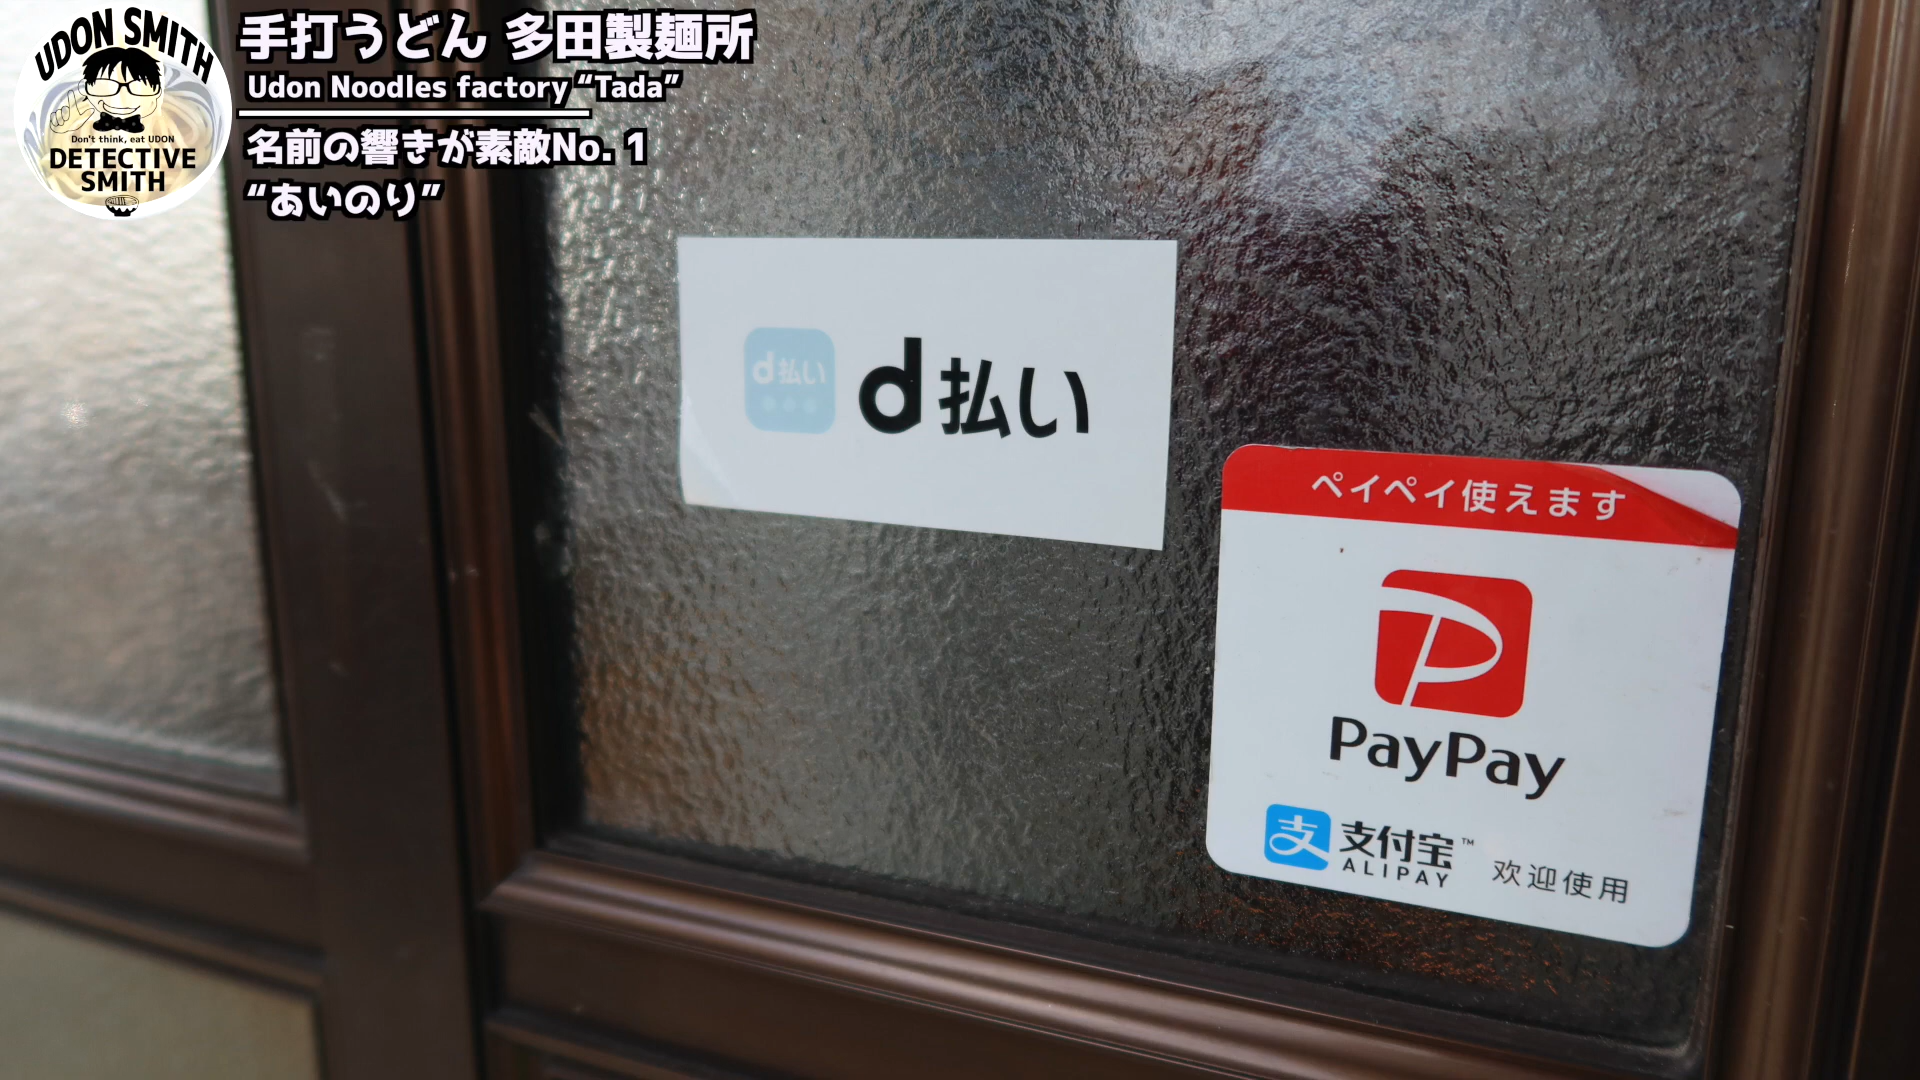 UDON SMITH
Don't think, eat UDON
DETECTIVE
SMITH
手打うどん 多田製麺所
Udon Noodles factory “Tada”
名前の響きが素敵No. 1
“あいのり”
d払い
d払い
ペイペイ使えます
PayPay
支 支付宝™
ALIPAY
欢迎使用